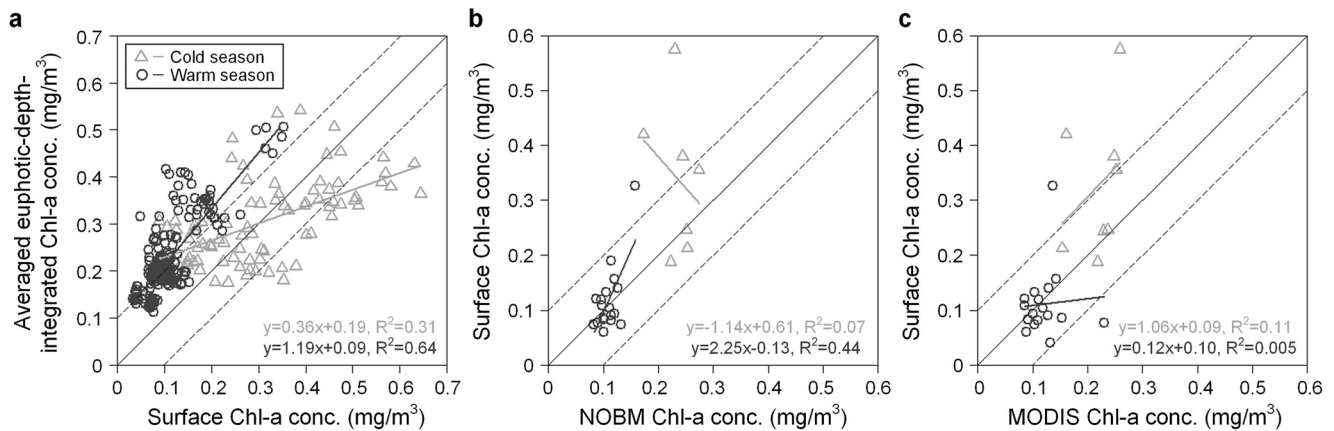 a
Averaged euphotic-depth-
integrated Chl-a conc. (mg/m³)
0.7
0.6
0.5
0.4
0.3
0.2
0.1
0
Cold season
Warm season
y=0.36x+0.19, R²=0.31
y=1.19x+0.09, R²=0.64
0 0.1 0.2 0.3 0.4 0.5 0.6 0.7
Surface Chl-a conc. (mg/m³)
b
Surface Chl-a conc. (mg/m³)
0.6
0.5
0.4
0.3
0.2
0.1
0
y=-1.14x+0.61, R²=0.07
y=2.25x-0.13, R²=0.44
0 0.1 0.2 0.3 0.4 0.5 0.6
NOBM Chl-a conc. (mg/m³)
c
Surface Chl-a conc. (mg/m³)
0.6
0.5
0.4
0.3
0.2
0.1
0
y=1.06x+0.09, R²=0.11
y=0.12x+0.10, R²=0.005
0 0.1 0.2 0.3 0.4 0.5 0.6
MODIS Chl-a conc. (mg/m³)